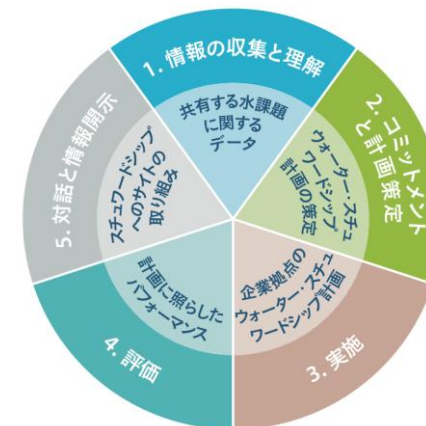 1. 情報の収集と理解
共有する水課題
に関する
データ
2. コミットメント
と計画策定
ウォーター・スチュ
ワードシップ
計画の策定
3. 実施
企業拠点の
ウォーター・スチュ
ワードシップ計画
4. 評価
計画に照らした
パフォーマンス
5. 対話と情報開示
スチュワードシップ
へのサイトの
取り組み